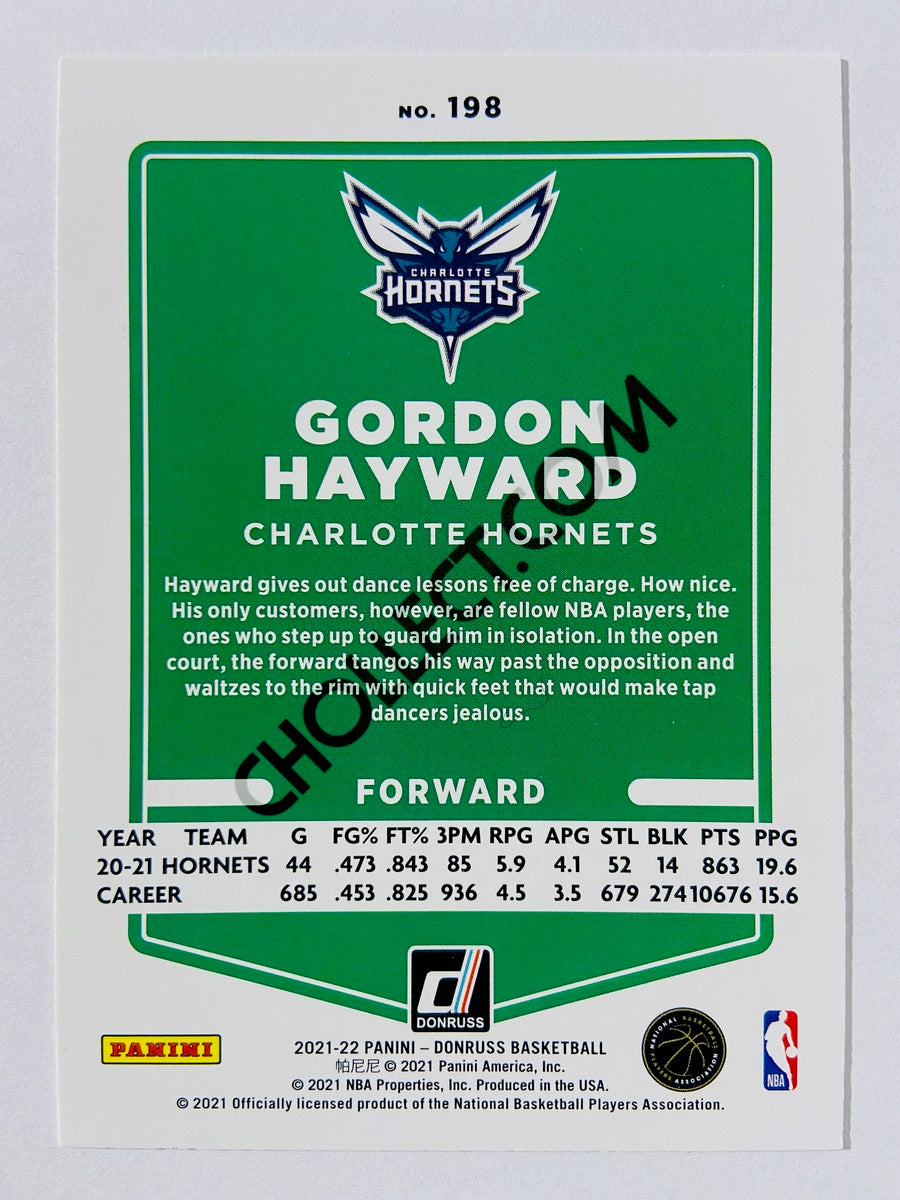 NO. 198
CHARLOTTE
HORNETS
GORDON
HAYWARD
CHARLOTTE HORNETS
Hayward gives out dance lessons free of charge. How nice.
His only customers, however, are fellow NBA players, the
ones who step up to guard him in isolation. In the open
court, the forward tangos his way past the opposition and
waltzes to the rim with quick feet that would make tap
dancers jealous.
CHOLLECT.COM
FORWARD
YEAR TEAM G FG% FT% 3PM RPG APG STL BLK PTS PPG
20-21 HORNETS 44 .473 .843 85 5.9 4.1 52 14 863 19.6
CAREER 685 .453 .825 936 4.5 3.5 679 274 10676 15.6
d
DONRUSS
PANINI
2021-22 PANINI – DONRUSS BASKETBALL
帕尼尼 © 2021 Panini America, Inc.
© 2021 NBA Properties, Inc. Produced in the USA.
© 2021 Officially licensed product of the National Basketball Players Association.
NATIONAL BASKETBALL
PLAYERS ASSOCIATION
NBA